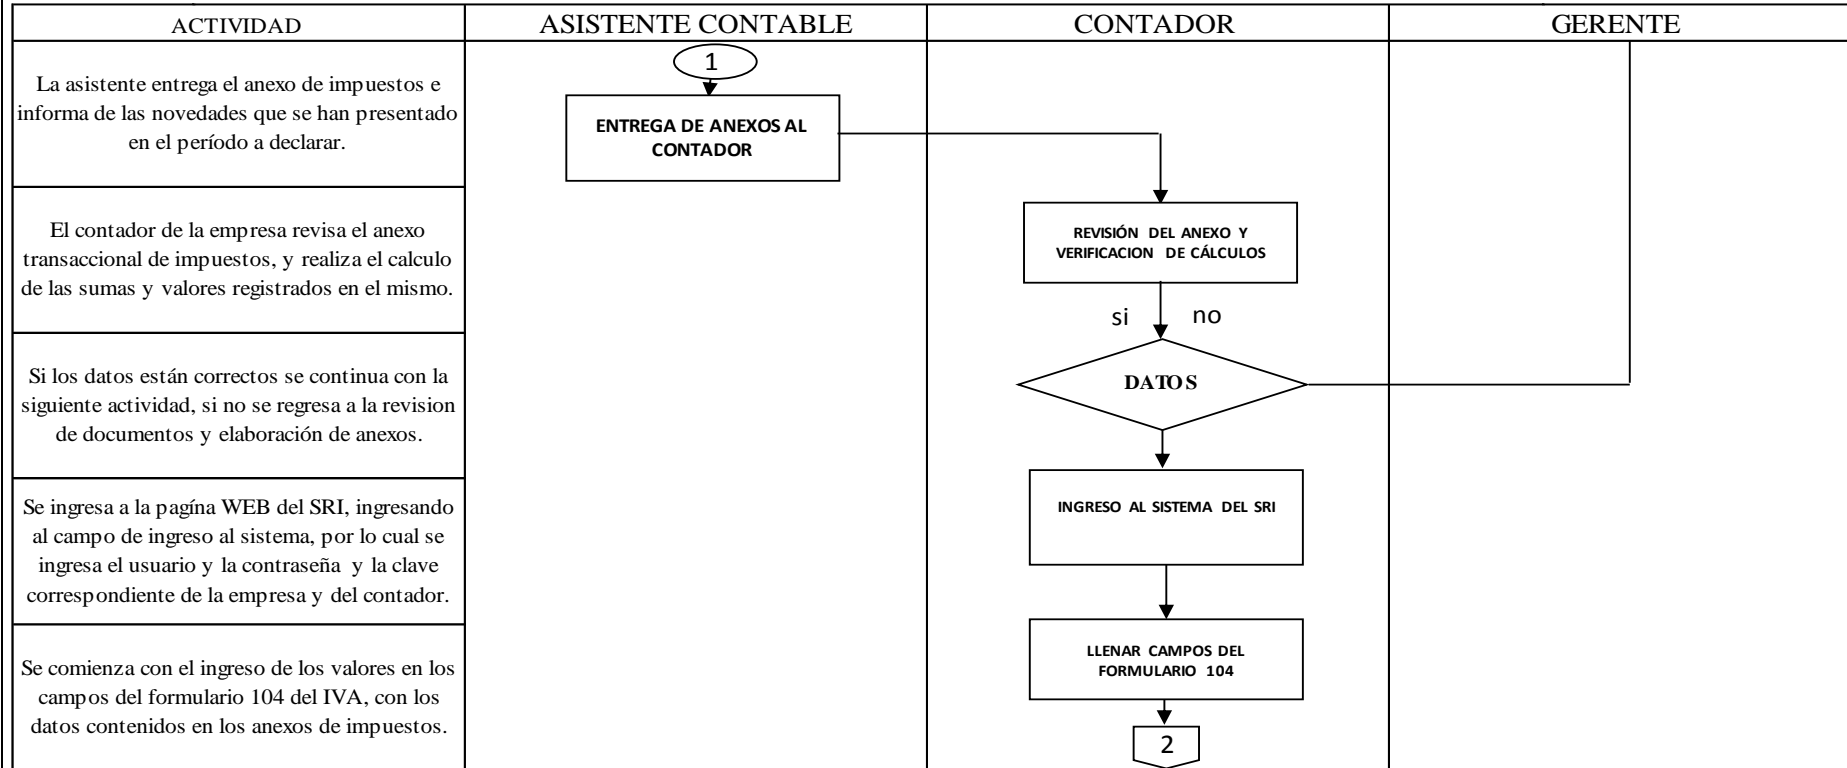 ACTIVIDAD
ASISTENTE CONTABLE
CONTADOR
GERENTE
La asistente entrega el anexo de impuestos e
informa de las novedades que se han presentado
en el período a declarar.
1
ENTREGA DE ANEXOS AL
CONTADOR
El contador de la empresa revisa el anexo
transaccional de impuestos, y realiza el calculo
de las sumas y valores registrados en el mismo.
REVISIÓN DEL ANEXO Y
VERIFICACION DE CÁLCULOS
si
no
Si los datos están correctos se continua con la
siguiente actividad, si no se regresa a la revision
de documentos y elaboración de anexos.
DATOS
Se ingresa a la pagína WEB del SRI, ingresando
al campo de ingreso al sistema, por lo cual se
ingresa el usuario y la contraseña y la clave
correspondiente de la empresa y del contador.
INGRESO AL SISTEMA DEL SRI
Se comienza con el ingreso de los valores en los
campos del formulario 104 del IVA, con los
datos contenidos en los anexos de impuestos.
LLENAR CAMPOS DEL
FORMULARIO 104
2